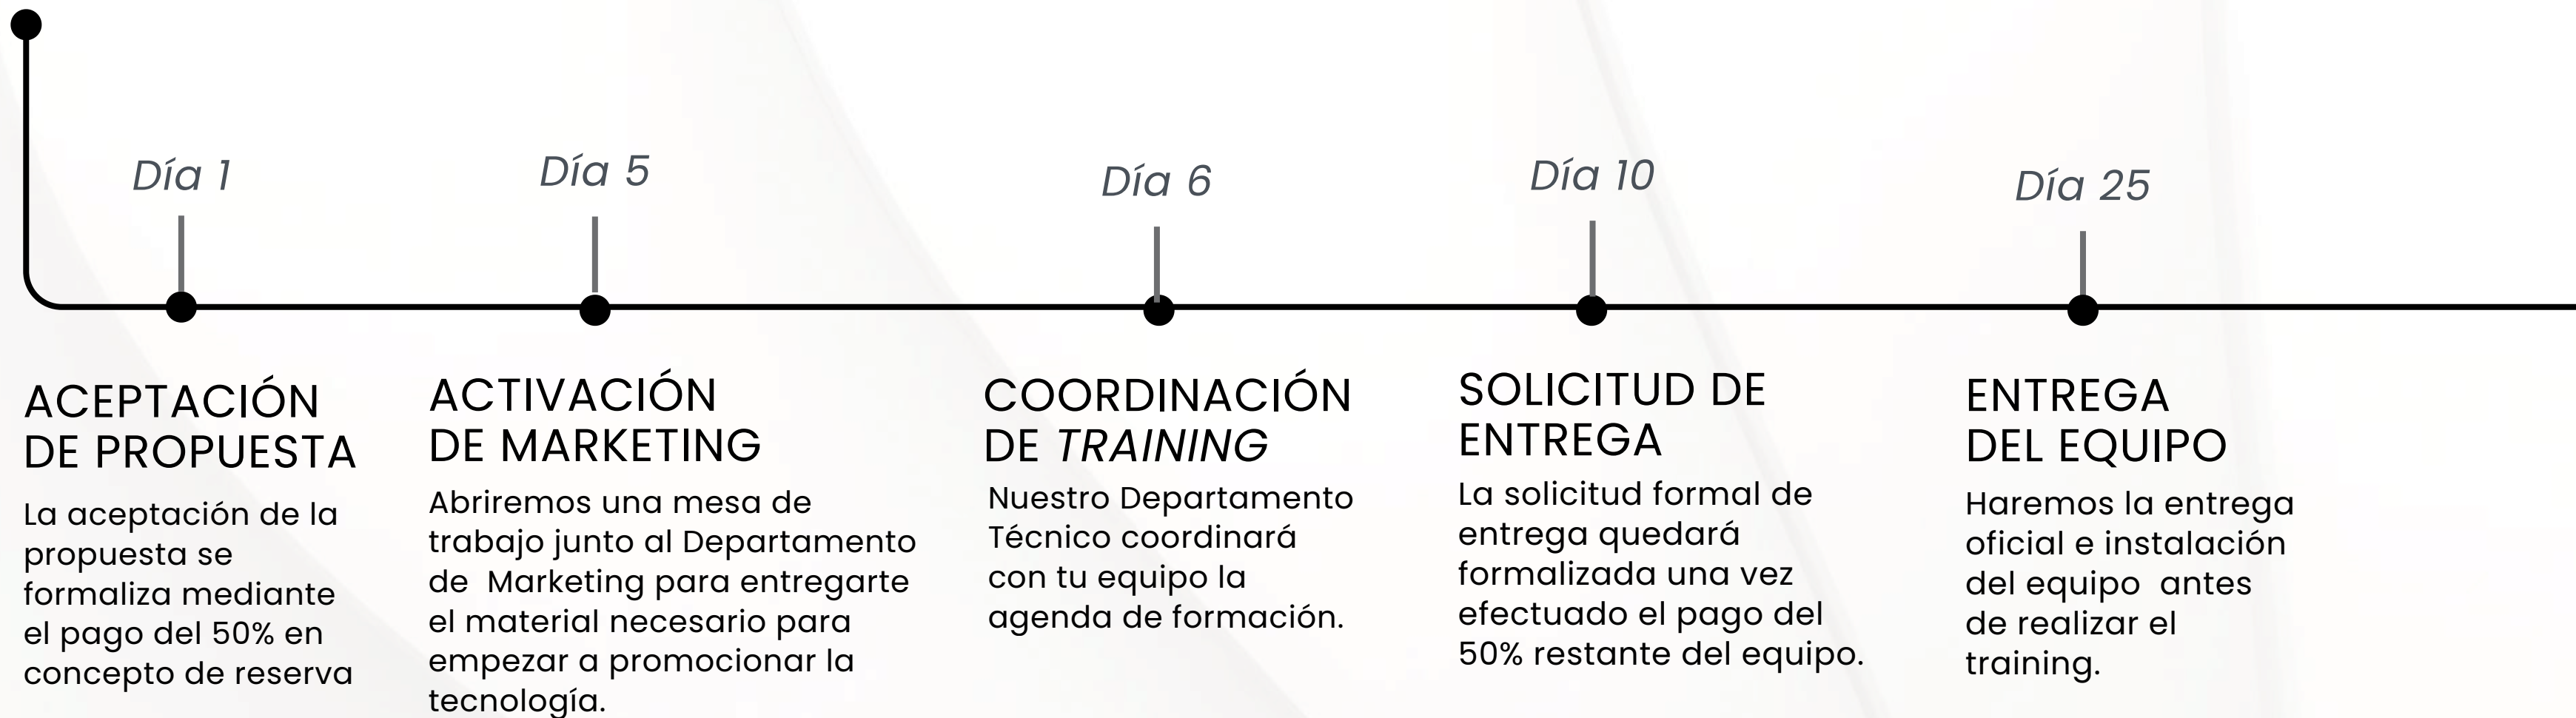 Día 1
Día 5
Día 6
Día 10
Día 25
ACEPTACIÓN
DE PROPUESTA
La aceptación de la
propuesta se
formaliza mediante
el pago del 50% en
concepto de reserva
ACTIVACIÓN
DE MARKETING
Abriremos una mesa de
trabajo junto al Departamento
de  Marketing para entregarte
el material necesario para
empezar a promocionar la
tecnología.
COORDINACIÓN
DE TRAINING
Nuestro Departamento
Técnico coordinará
con tu equipo la
agenda de formación.
SOLICITUD DE
ENTREGA
La solicitud formal de
entrega quedará
formalizada una vez
efectuado el pago del
50% restante del equipo.
ENTREGA
DEL EQUIPO
Haremos la entrega
oficial e instalación
del equipo  antes
de realizar el
training.